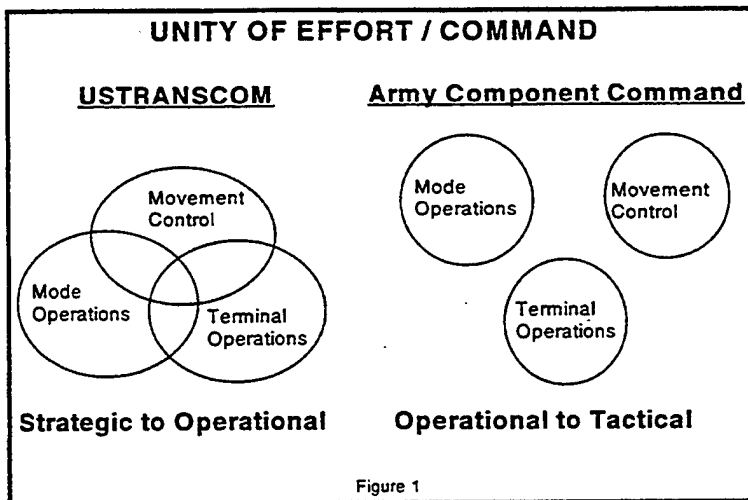 UNITY OF EFFORT / COMMAND
USTRANSCOM
Movement
Control
Mode
Operations
Terminal
Operations
Strategic to Operational
Army Component Command
Mode
Operations
Movement
Control
Terminal
Operations
Operational to Tactical
Figure 1